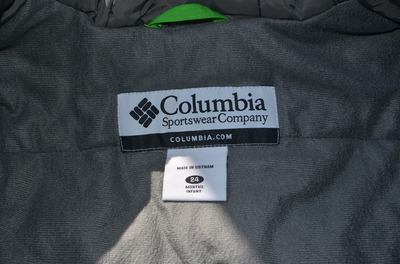 Columbia
Sportswear Company
COLUMBIA.COM
MADE IN VIETNAM
24
MONTHS
INFANT